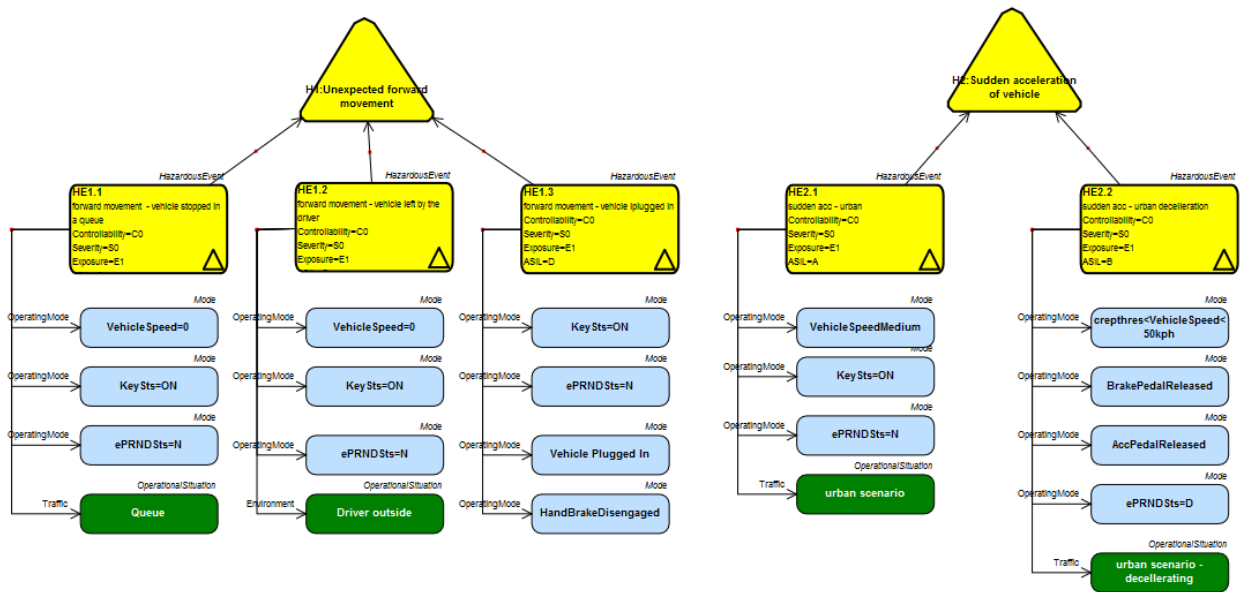 H1:Unexpected forward
movement
H2:Sudden acceleration
of vehicle
HazardousEvent
HE1.1
forward movement - vehicle stopped in
a queue
Controllability=C0
Severity=S0
Exposure=E1
HazardousEvent
HE1.2
forward movement - vehicle left by the
driver
Controllability=C0
Severity=S0
Exposure=E1
HazardousEvent
HE1.3
forward movement - vehicle iplugged in
Controllability=C0
Severity=S0
Exposure=E1
ASIL=D
HazardousEvent
HE2.1
sudden acc - urban
Controllability=C0
Severity=S0
Exposure=E1
ASIL=A
HazardousEvent
HE2.2
sudden acc - urban decelleration
Controllability=C0
Severity=S0
Exposure=E1
ASIL=B
Mode
OperatingMode
VehicleSpeed=0
Mode
OperatingMode
KeySts=ON
Mode
OperatingMode
ePRNDSts=N
OperationalSituation
Traffic
Queue
Mode
OperatingMode
VehicleSpeed=0
Mode
OperatingMode
KeySts=ON
Mode
OperatingMode
ePRNDSts=N
OperationalSituation
Environment
Driver outside
Mode
OperatingMode
KeySts=ON
Mode
OperatingMode
ePRNDSts=N
Mode
OperatingMode
Vehicle Plugged In
Mode
OperatingMode
HandBrakeDisengaged
Mode
OperatingMode
VehicleSpeedMedium
Mode
OperatingMode
KeySts=ON
Mode
OperatingMode
ePRNDSts=N
OperationalSituation
Traffic
urban scenario
Mode
OperatingMode
crepthres<VehicleSpeed<
50kph
Mode
OperatingMode
BrakePedalReleased
Mode
OperatingMode
AccPedalReleased
Mode
OperatingMode
ePRNDSts=D
OperationalSituation
Traffic
urban scenario -
decellerating